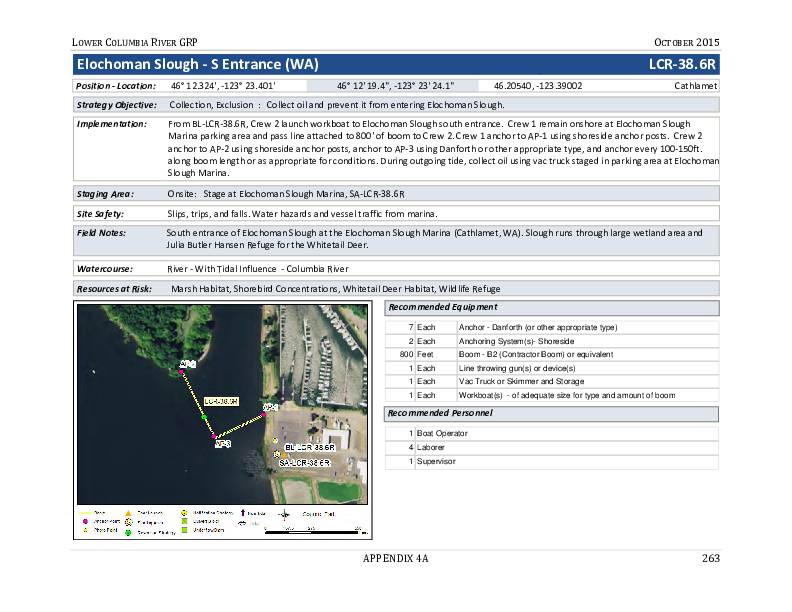 LOWER COLUMBIA RIVER GRP OCTOBER 2015
Elochoman Slough - S Entrance (WA) LCR-38.6R
Position - Location: 46° 12.324', -123° 23.401' 46° 12' 19.4", -123° 23' 24.1" 46.20540, -123.39002 Cathlamet
Strategy Objective: Collection, Exclusion : Collect oil and prevent it from entering Elochoman Slough.
Implementation: From BL-LCR-38.6R, Crew 2 launch workboat to Elochoman Slough south entrance. Crew 1 remain onshore at Elochoman Slough
Marina parking area and pass line attached to 800' of boom to Crew 2. Crew 1 anchor to AP-1 using shoreside anchor posts. Crew 2
anchor to AP-2 using shoreside anchor posts, anchor to AP-3 using Danforth or other appropriate type, and anchor every 100-150ft.
along boom length or as appropriate for conditions. During outgoing tide, collect oil using vac truck staged in parking area at Elochoman
Slough Marina.
Staging Area: Onsite: Stage at Elochoman Slough Marina, SA-LCR-38.6R
Site Safety: Slips, trips, and falls. Water hazards and vessel traffic from marina.
Field Notes: South entrance of Elochoman Slough at the Elochoman Slough Marina (Cathlamet, WA). Slough runs through large wetland area and
Julia Butler Hansen Refuge for the Whitetail Deer.
Watercourse: River - With Tidal Influence - Columbia River
Resources at Risk: Marsh Habitat, Shorebird Concentrations, Whitetail Deer Habitat, Wildlife Refuge
Recommended Equipment
7 Each Anchor - Danforth (or other appropriate type)
2 Each Anchoring System(s)- Shoreside
800 Feet Boom - B2 (Contractor Boom) or equivalent
1 Each Line throwing gun(s) or device(s)
1 Each Vac Truck or Skimmer and Storage
1 Each Workboat(s) - of adequate size for type and amount of boom
Recommended Personnel
1 Boat Operator
4 Laborer
1 Supervisor
LCR-38.6R
AP-3
BL-LCR-38.6R
SA-LCR-38.6R
Anchor Point
Photo Point
APPENDIX 4A 263